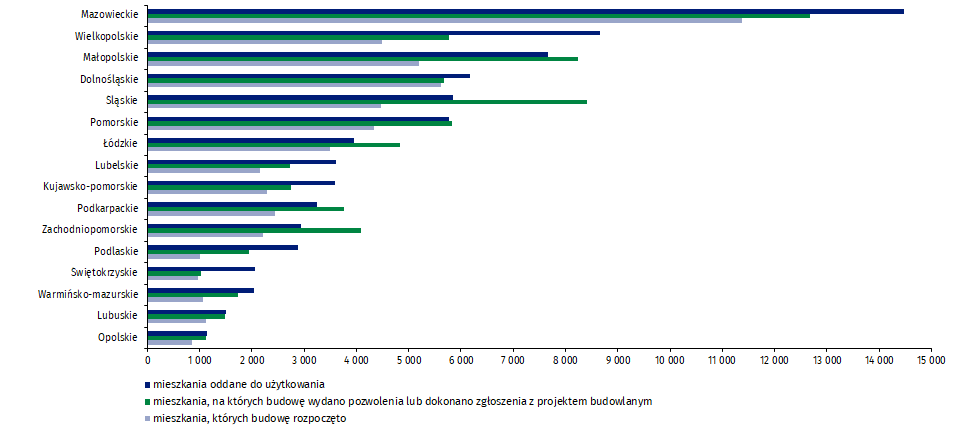 Mazowieckie
Wielkopolskie
Małopolskie
Dolnośląskie
Śląskie
Pomorskie
Łódzkie
Lubelskie
Kujawsko-pomorskie
Podkarpackie
Zachodniopomorskie
Podlaskie
Świętokrzyskie
Warmińsko-mazurskie
Lubuskie
Opolskie
0 1 000 2 000 3 000 4 000 5 000 6 000 7 000 8 000 9 000 10 000 11 000 12 000 13 000 14 000 15 000
mieszkania oddane do użytkowania
mieszkania, na których budowę wydano pozwolenia lub dokonano zgłoszenia z projektem budowlanym
mieszkania, których budowę rozpoczęto